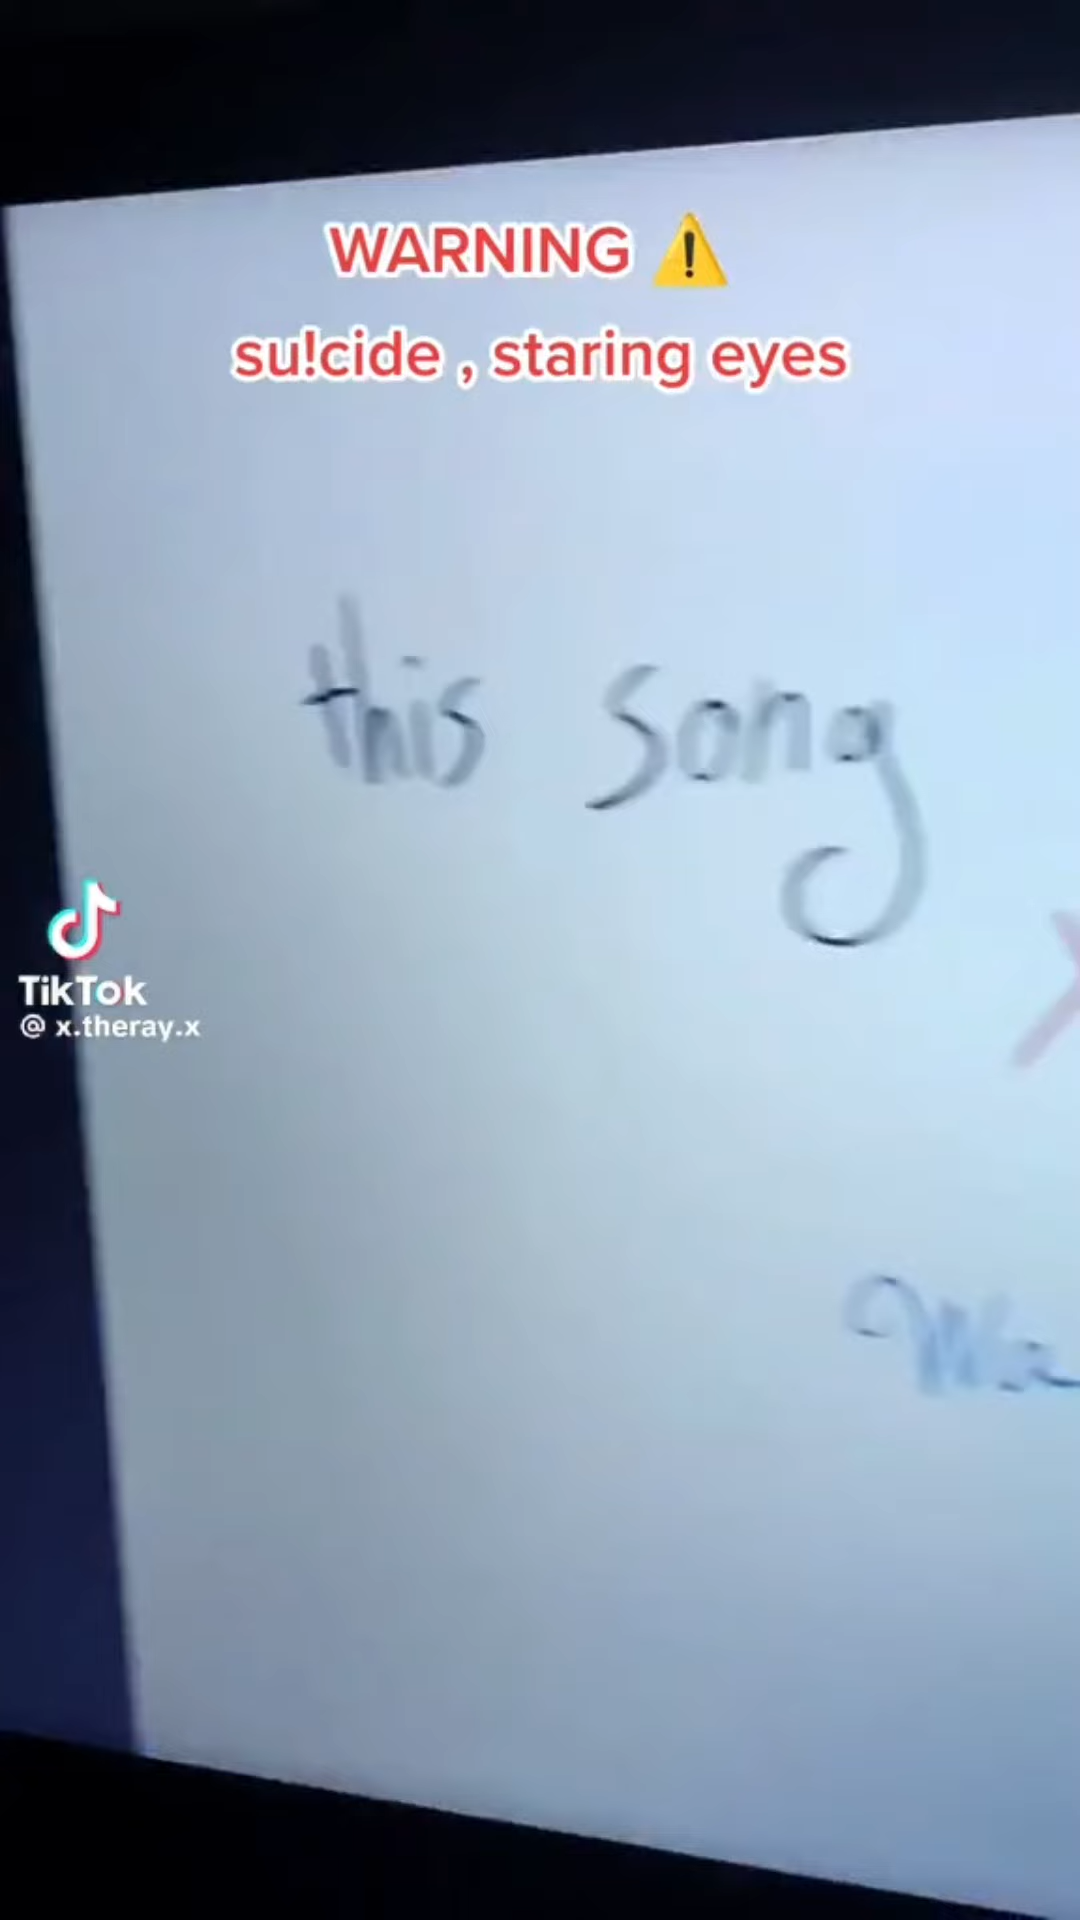 WARNING ⚠️
su!cide , staring eyes
this song
TikTok
@ x.theray.x